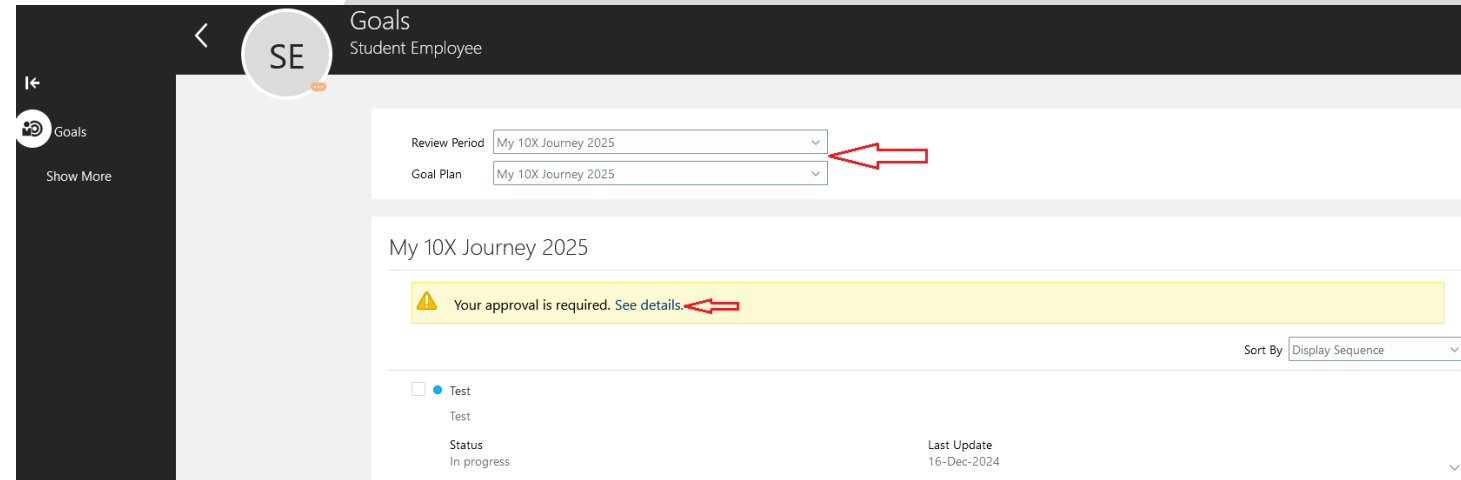 Goals
SE
Student Employee
Goals
Show More
Review Period My 10X Journey 2025
Goal Plan My 10X Journey 2025
My 10X Journey 2025
Your approval is required. See details.
Sort By Display Sequence
Test
Test
Status Last Update
In progress 16-Dec-2024